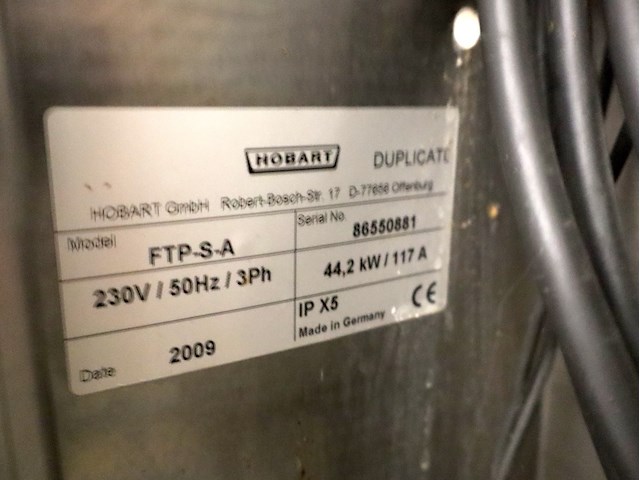 HOBART DUPLICATE
HOBART GmbH Robert-Bosch-Str. 17 D-77656 Offenburg
Model FTP-S-A
Serial No. 86550881
230V / 50Hz / 3Ph
44,2 kW / 117 A
IP X5 CE
Made in Germany
Date 2009